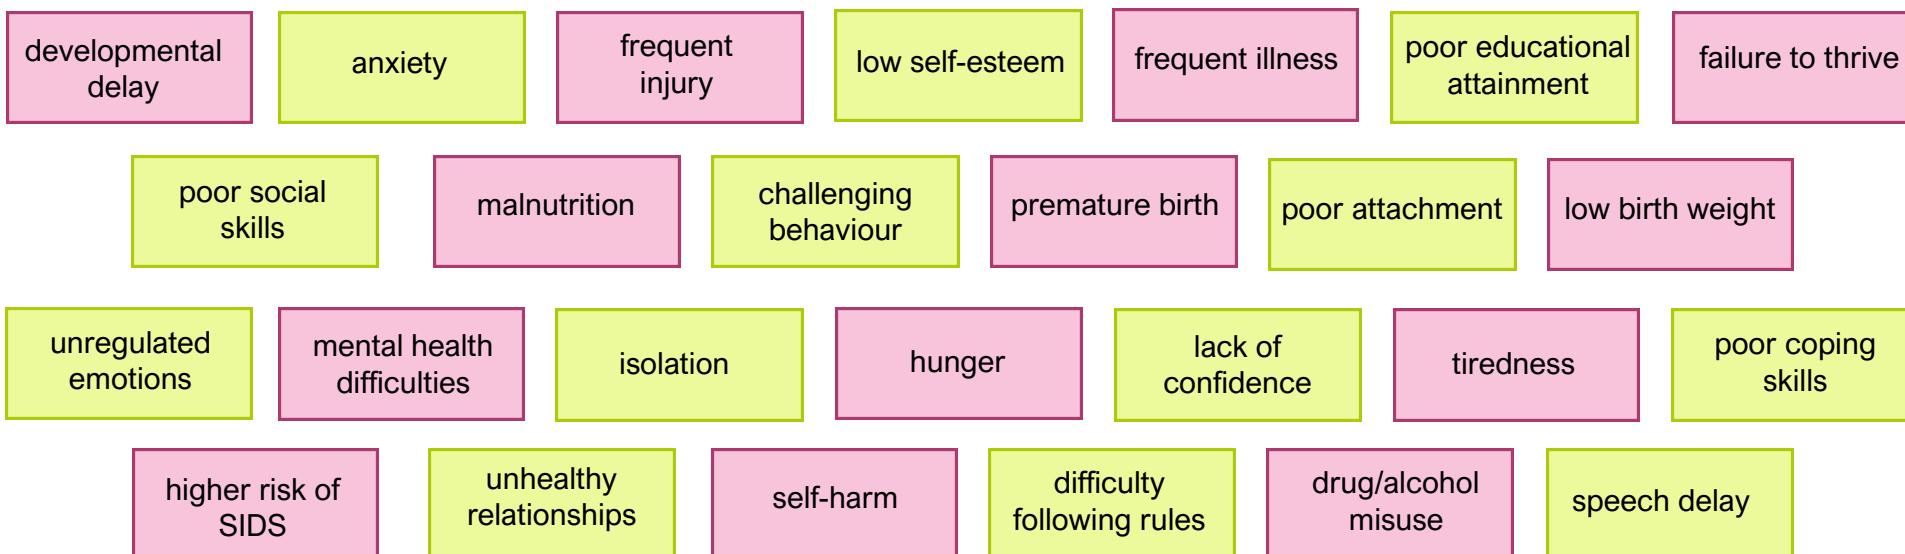 developmental
delay
anxiety
frequent
injury
low self-esteem
frequent illness
poor educational
attainment
failure to thrive
poor social
skills
malnutrition
challenging
behaviour
premature birth
poor attachment
low birth weight
unregulated
emotions
mental health
difficulties
isolation
hunger
lack of
confidence
tiredness
poor coping
skills
higher risk of
SIDS
unhealthy
relationships
self-harm
difficulty
following rules
drug/alcohol
misuse
speech delay